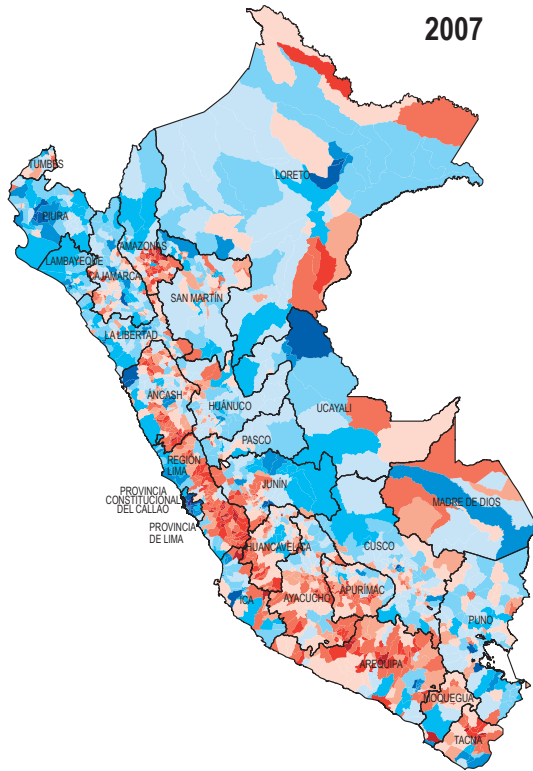 2007
LORETO
TUMBES
PIURA
AMAZONAS
LAMBAYEQUE
CAJAMARCA
SAN MARTÍN
LA LIBERTAD
ANCASH
HUÁNUCO
UCAYALI
PASCO
REGIÓN
LIMA
JUNÍN
PROVINCIA
CONSTITUCIONAL
DEL CALLAO
MADRE DE DIOS
PROVINCIA
DE LIMA
HUANCAVELICA
CUSCO
APURÍMAC
ICA
AYACUCHO
PUNO
AREQUIPA
MOQUEGUA
TACNA